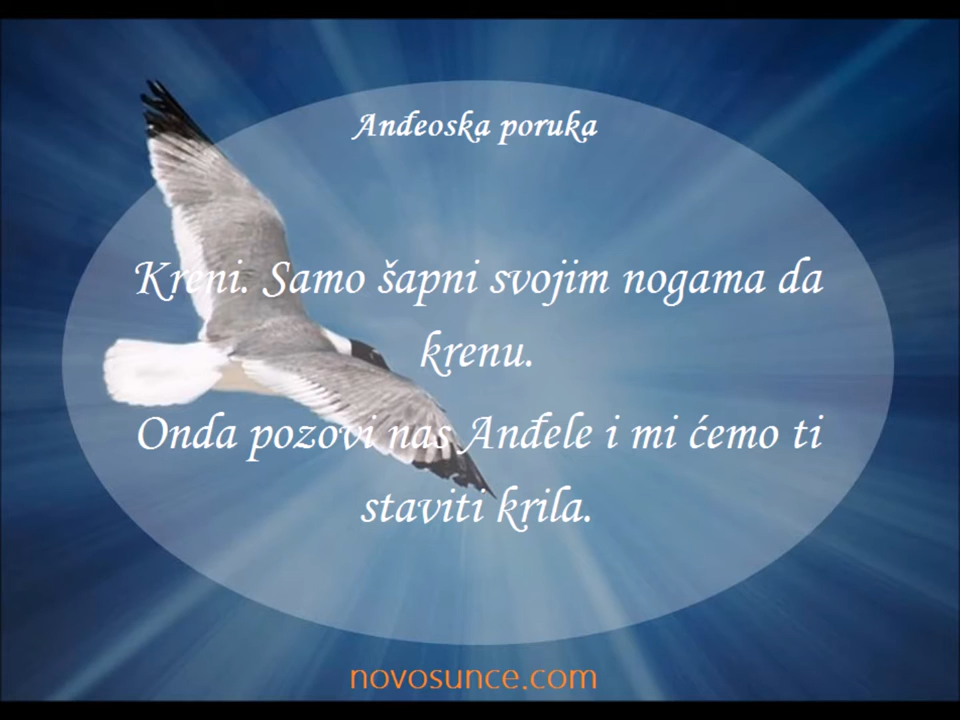 Anđeoska poruka
Kreni. Samo šapni svojim nogama da
krenu.
Onda pozovi nas Anđele i mi ćemo ti
staviti krila.
novosunce.com